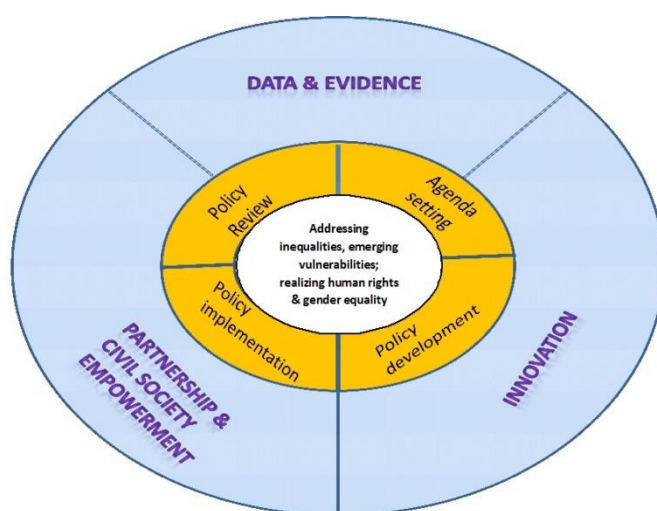 DATA & EVIDENCE
Policy
Review
Agenda
setting
Addressing
inequalities, emerging
vulnerabilities;
realizing human rights
& gender equality
Policy
implementation
Policy
development
PARTNERSHIP &
CIVIL SOCIETY
EMPOWERMENT
INNOVATION